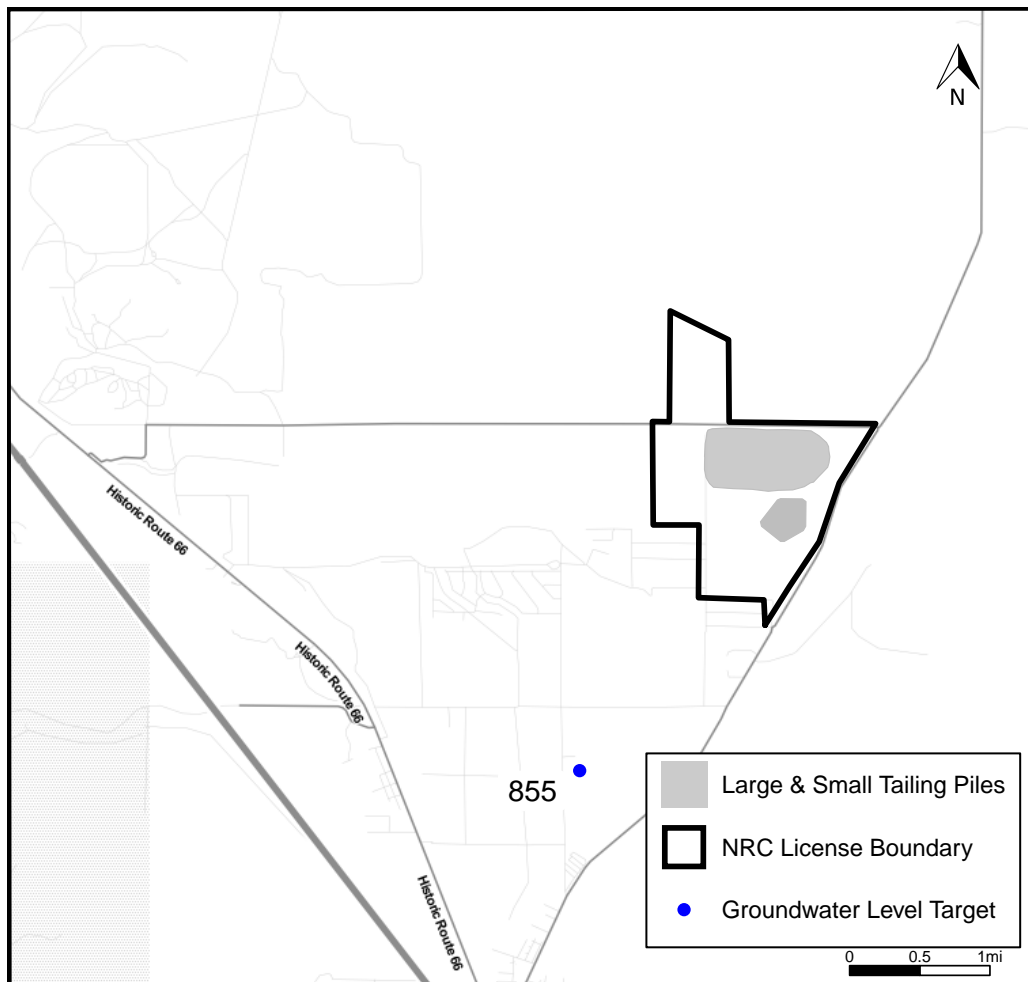 N
Historic Route 66
Historic Route 66
855
Large & Small Tailing Piles
NRC License Boundary
Historic Route 66
Groundwater Level Target
0 0.5 1mi